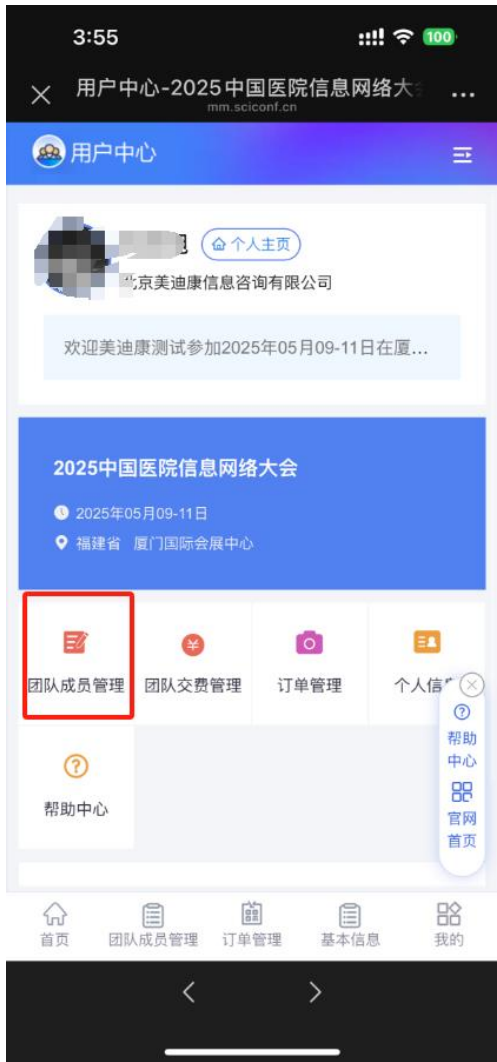 3:55
100
用户中心-2025中国医院信息网络大
mm.sciconf.cn
用户中心
个人主页
京美迪康信息咨询有限公司
欢迎美迪康测试参加2025年05月09-11日在厦...
2025中国医院信息网络大会
2025年05月09-11日
福建省 厦门国际会展中心
团队成员管理 团队交费管理 订单管理 个人信
帮助中心
官网首页
帮助中心
首页 团队成员管理 订单管理 基本信息 我的